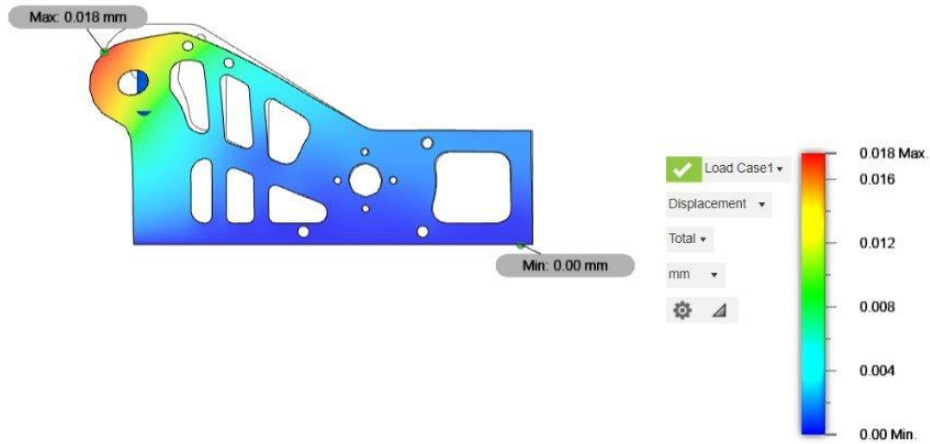 Max: 0.018 mm
Min: 0.00 mm
Load Case1
Displacement
Total
mm
0.018 Max.
0.016
0.012
0.008
0.004
0.00 Min.